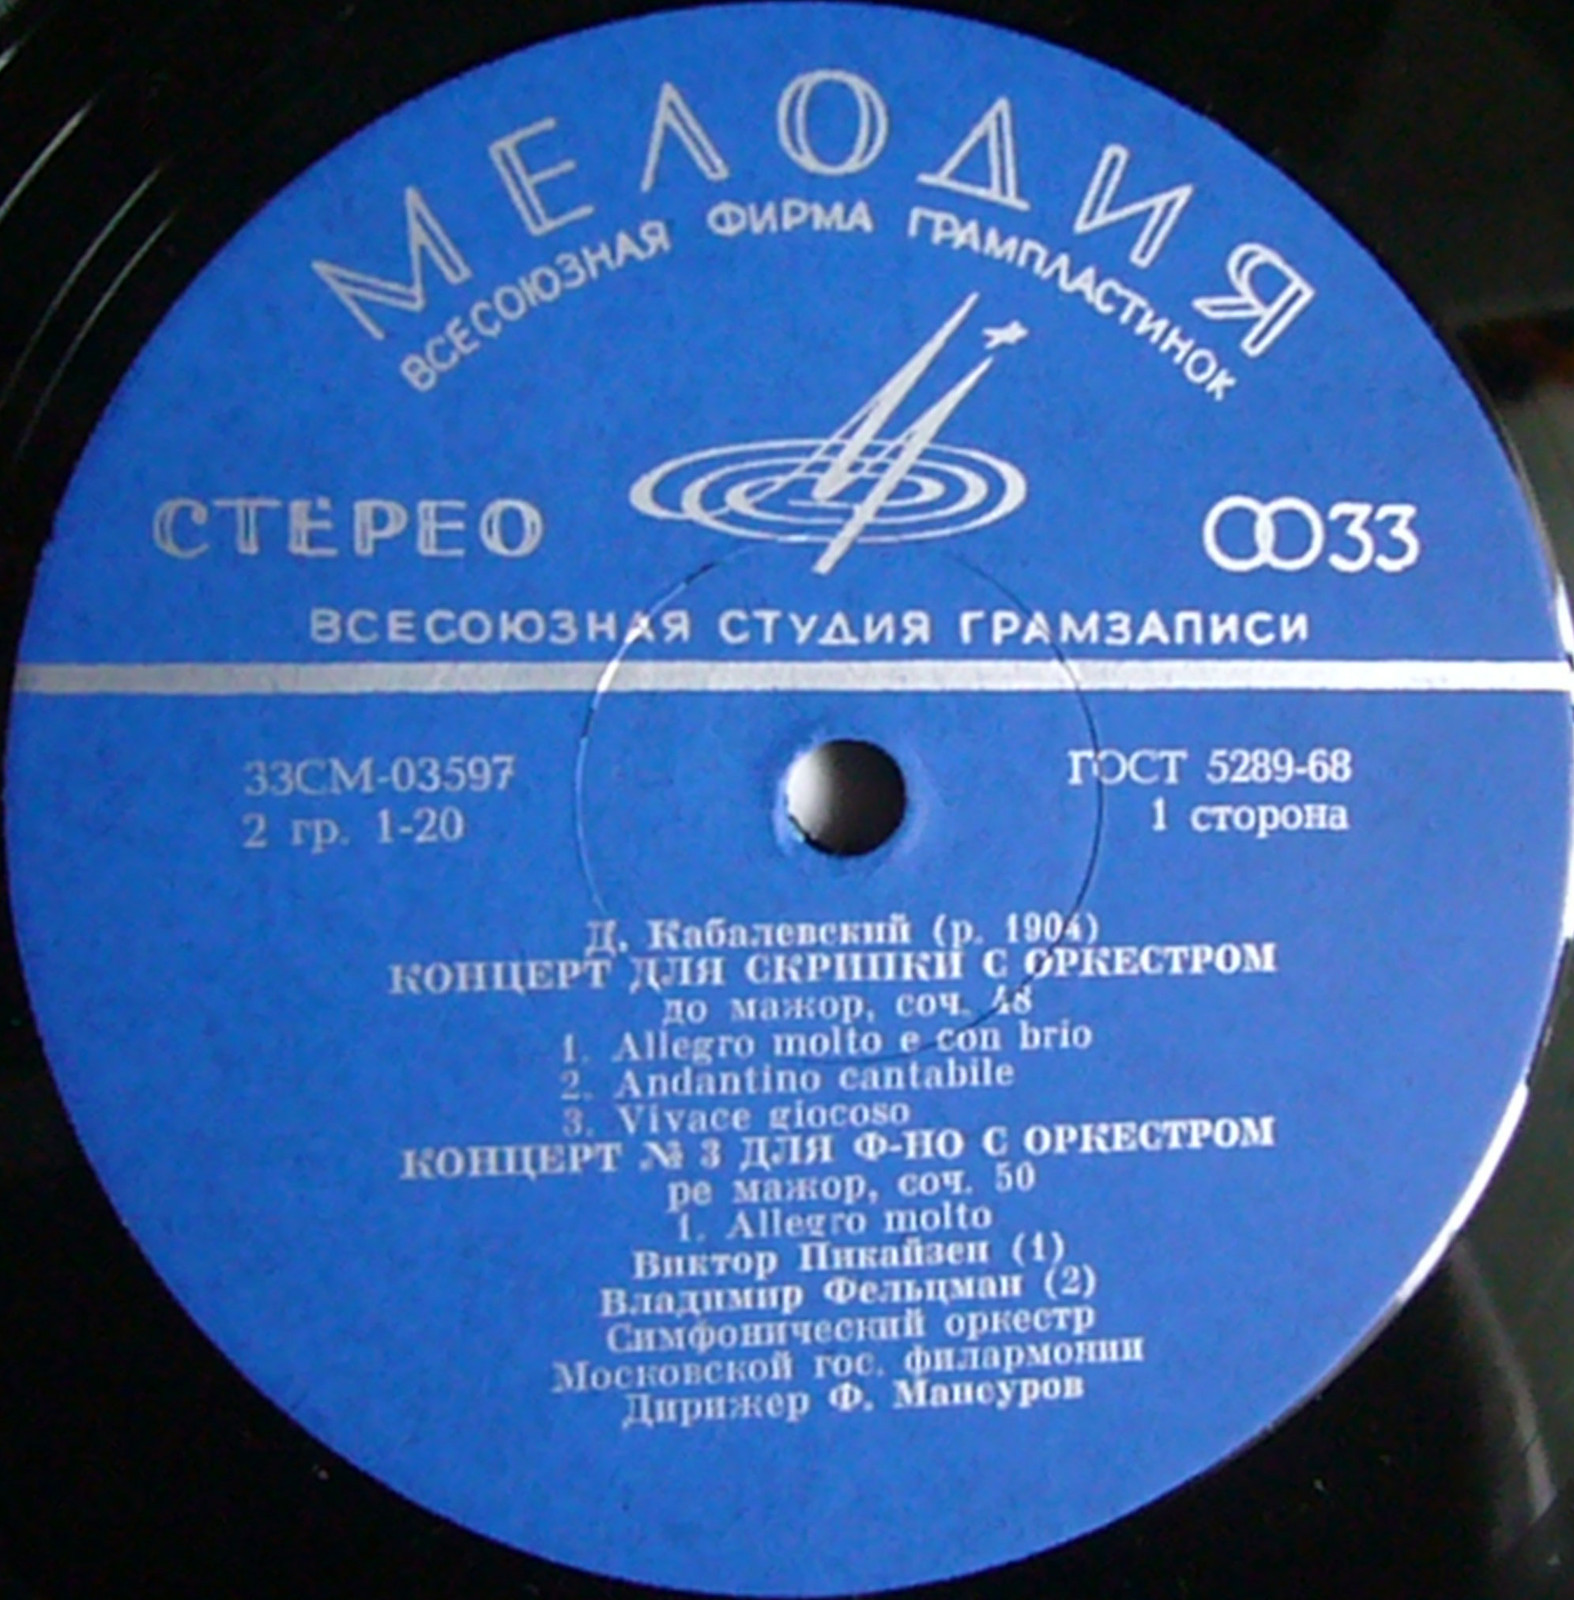 МЕЛОДИЯ
ВСЕСОЮЗНАЯ ФИРМА ГРАМПЛАСТИНОК
СТЕРЕО
33
ВСЕСОЮЗНАЯ СТУДИЯ ГРАМЗАПИСИ
33СМ-03597
ГОСТ 5289-68
2 гр. 1-20
1 сторона
Д. Кабалевский (р. 1904)
КОНЦЕРТ ДЛЯ СКРИПКИ С ОРКЕСТРОМ
до мажор, соч. 48
1. Allegro molto e con brio
2. Andantino cantabile
3. Vivace giocoso
КОНЦЕРТ № 3 ДЛЯ Ф-НО С ОРКЕСТРОМ
ре мажор, соч. 50
1. Allegro molto
Виктор Пикайзен (1)
Владимир Фельцман (2)
Симфонический оркестр
Московской гос. филармонии
Дирижер Ф. Мансуров